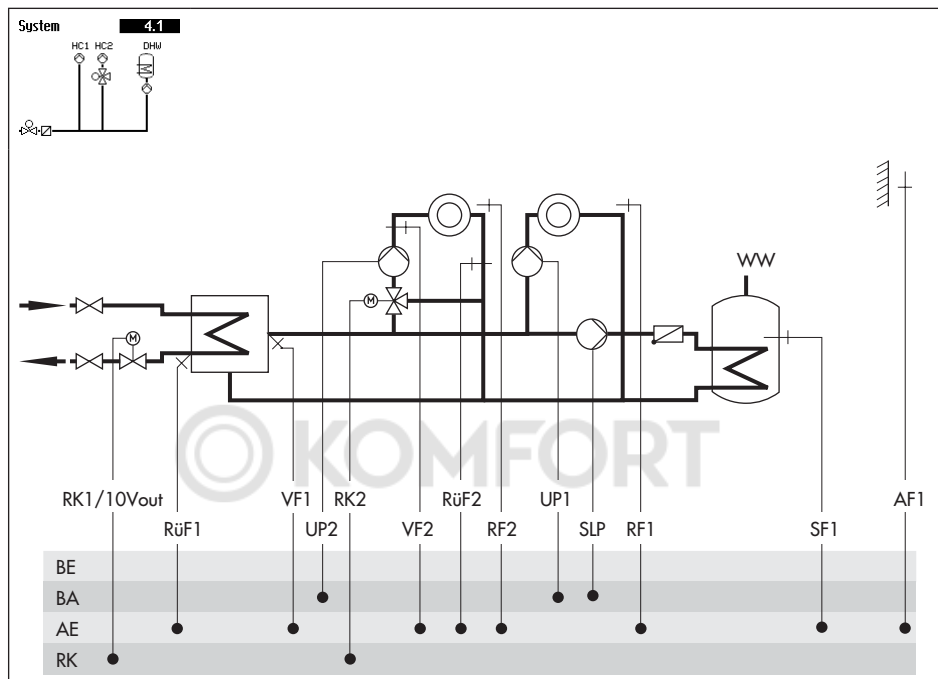 System 4.1
HC1 HC2 DHW
WW
M
M
KOMFORT
RK1/10Vout VF1 RK2 RüF2 UP1 AF1
RüF1 UP2 VF2 RF2 SLP RF1 SF1
BE
BA
AE
RK